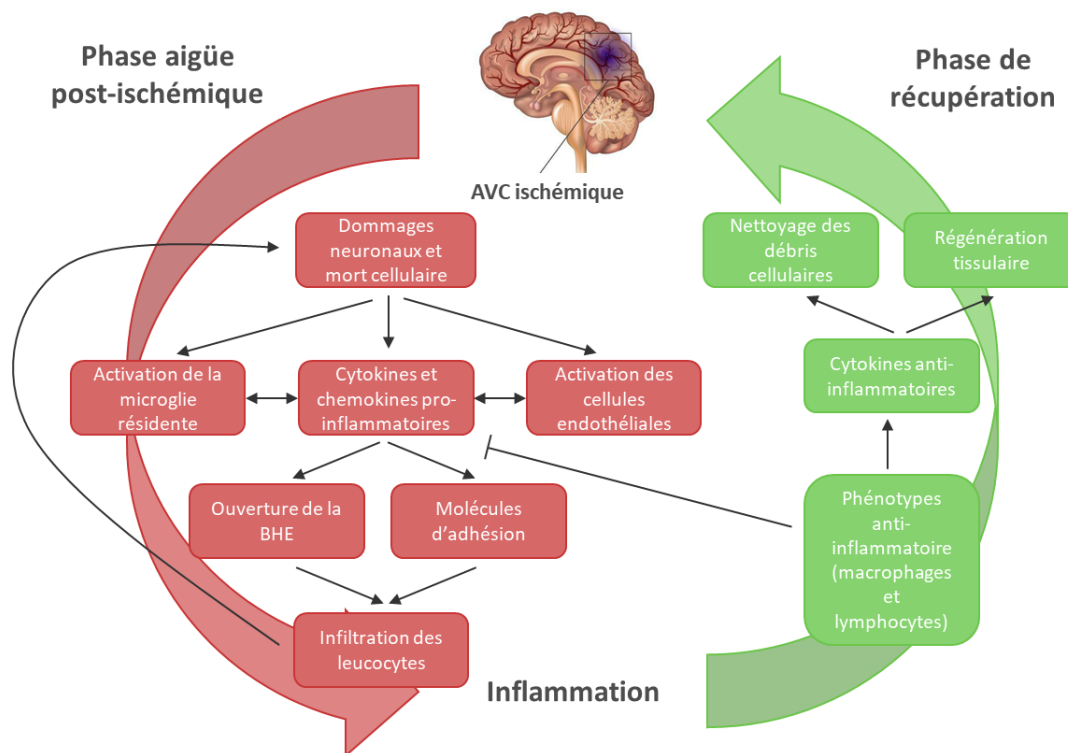 Phase aigüe
post-ischémique
Phase de
récupération
AVC ischémique
Dommages
neuronaux et
mort cellulaire
Nettoyage des
débris
cellulaires
Régénération
tissulaire
Activation de la
microglie
résidente
Cytokines et
chemokines pro-
inflammatoires
Activation des
cellules
endothéliales
Cytokines anti-
inflammatoires
Ouverture de la
BHE
Molécules
d’adhésion
Phénotypes
anti-
inflammatoire
(macrophages
et
lymphocytes)
Infiltration des
leucocytes
Inflammation